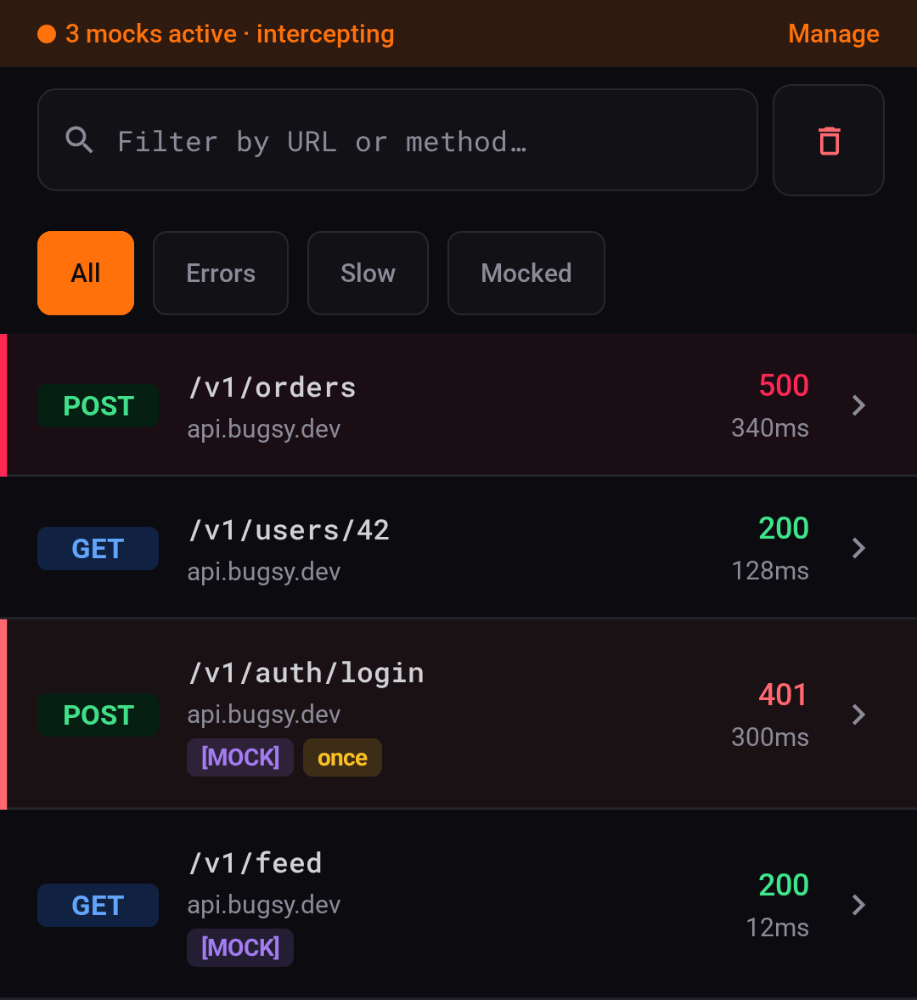 3 mocks active · intercepting Manage
Filter by URL or method…
All Errors Slow Mocked
POST /v1/orders 500
api.bugsy.dev 340ms
GET /v1/users/42 200
api.bugsy.dev 128ms
POST /v1/auth/login 401
api.bugsy.dev 300ms
[MOCK] once
GET /v1/feed 200
api.bugsy.dev 12ms
[MOCK]